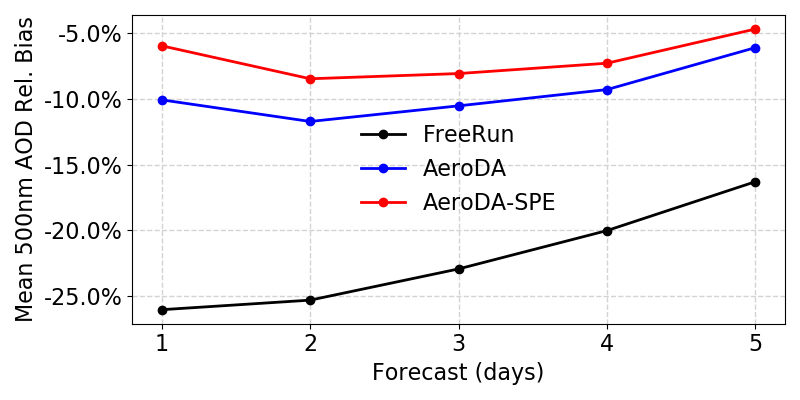 Mean 500nm AOD Rel. Bias
-5.0%
-10.0%
-15.0%
-20.0%
-25.0%
FreeRun
AeroDA
AeroDA-SPE
1 2 3 4 5
Forecast (days)